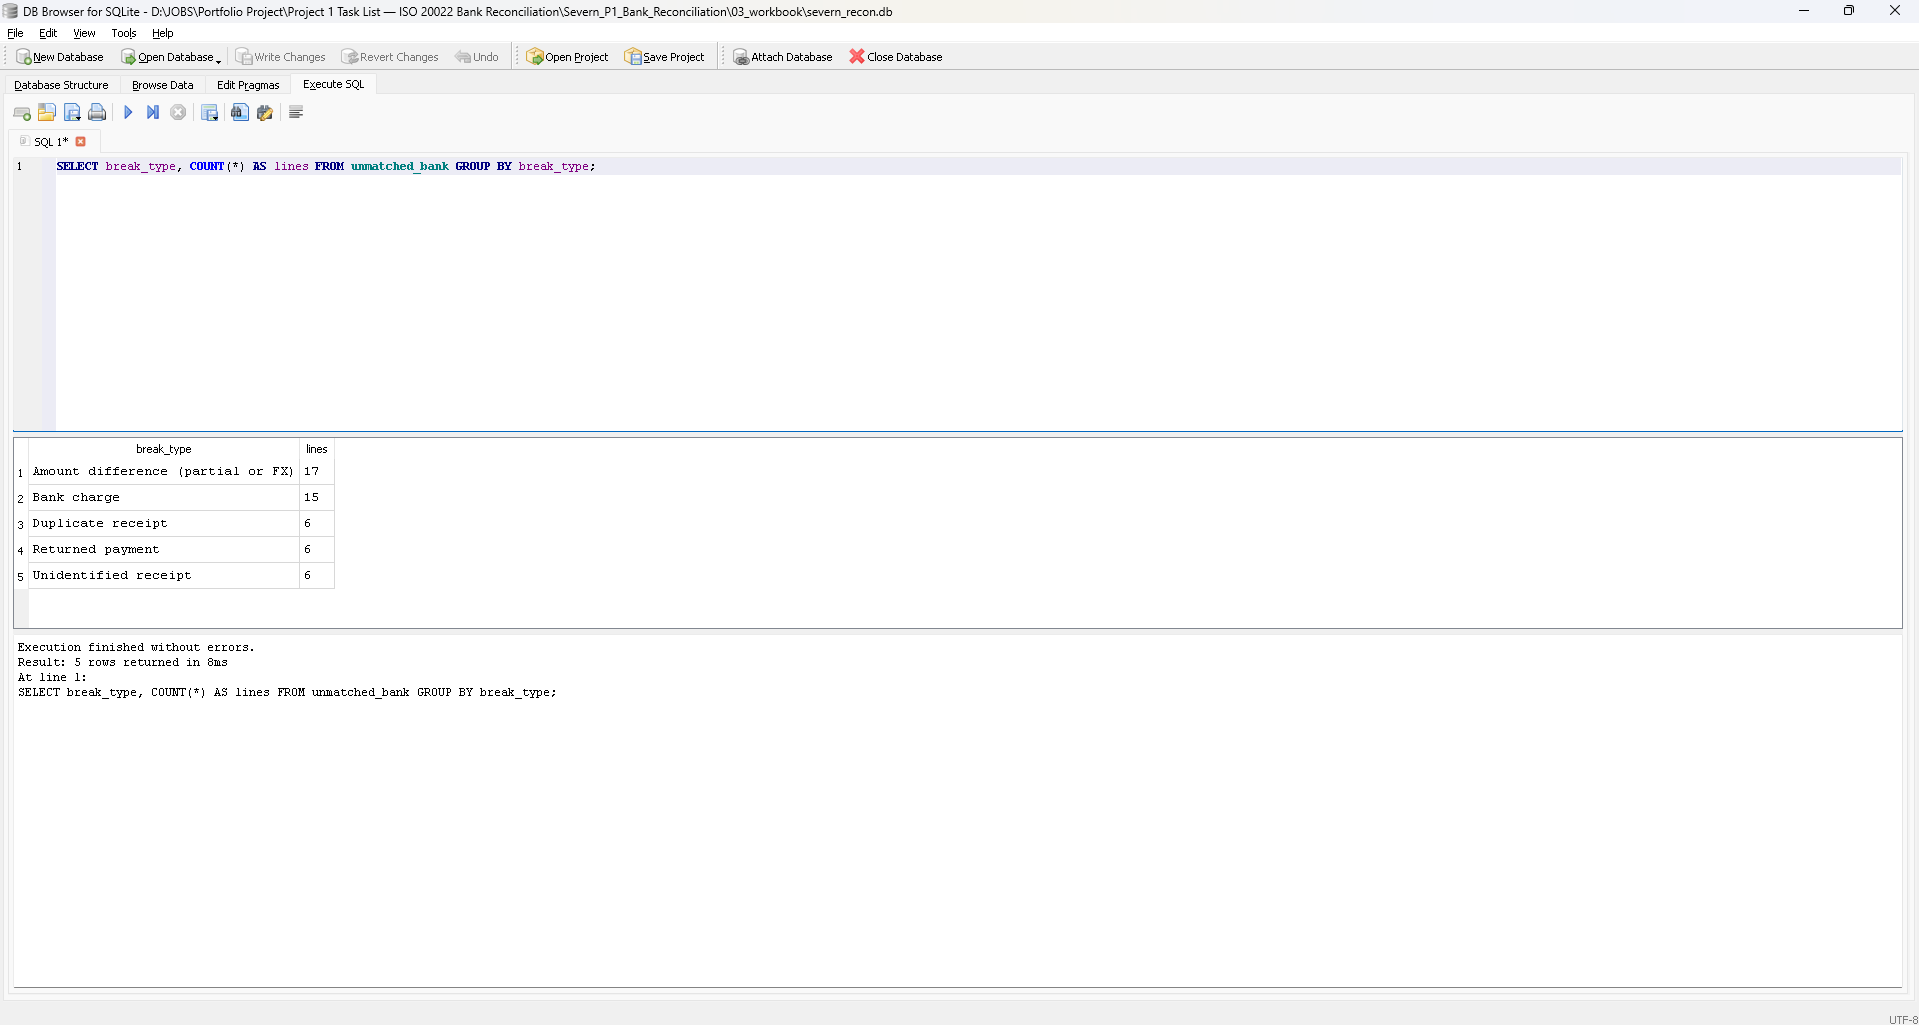 DB Browser for SQLite - D:\JOBS\Portfolio Project\Project 1 Task List — ISO 20022 Bank Reconciliation\Severn_P1_Bank_Reconciliation\03_workbook\severn_recon.db
File Edit View Tools Help
New Database Open Database Write Changes Revert Changes Undo Open Project Save Project Attach Database Close Database
Database Structure Browse Data Edit Pragmas Execute SQL
SQL 1*
1 SELECT break_type, COUNT(*) AS lines FROM unmatched_bank GROUP BY break_type;
break_type lines
1 Amount difference (partial or FX) 17
2 Bank charge 15
3 Duplicate receipt 6
4 Returned payment 6
5 Unidentified receipt 6
Execution finished without errors.
Result: 5 rows returned in 8ms
At line 1:
SELECT break_type, COUNT(*) AS lines FROM unmatched_bank GROUP BY break_type;
UTF-8